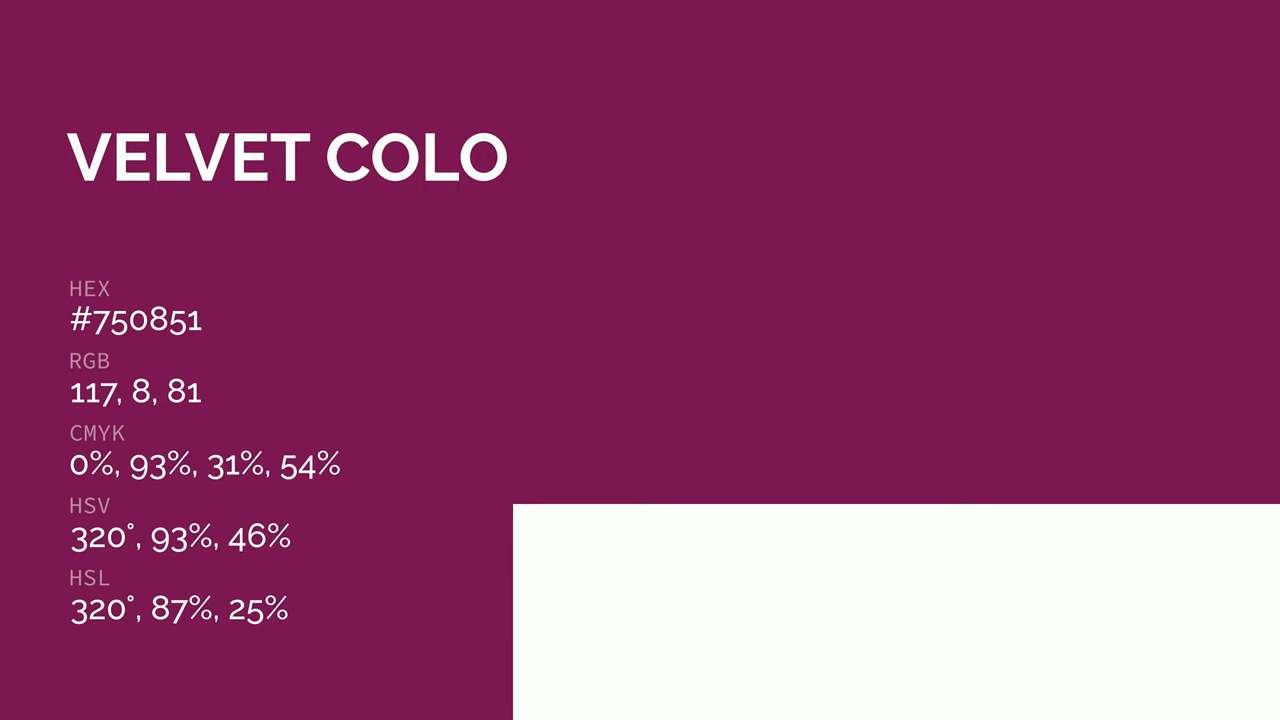 VELVET COLO
HEX
#750851
RGB
117, 8, 81
CMYK
0%, 93%, 31%, 54%
HSV
320°, 93%, 46%
HSL
320°, 87%, 25%